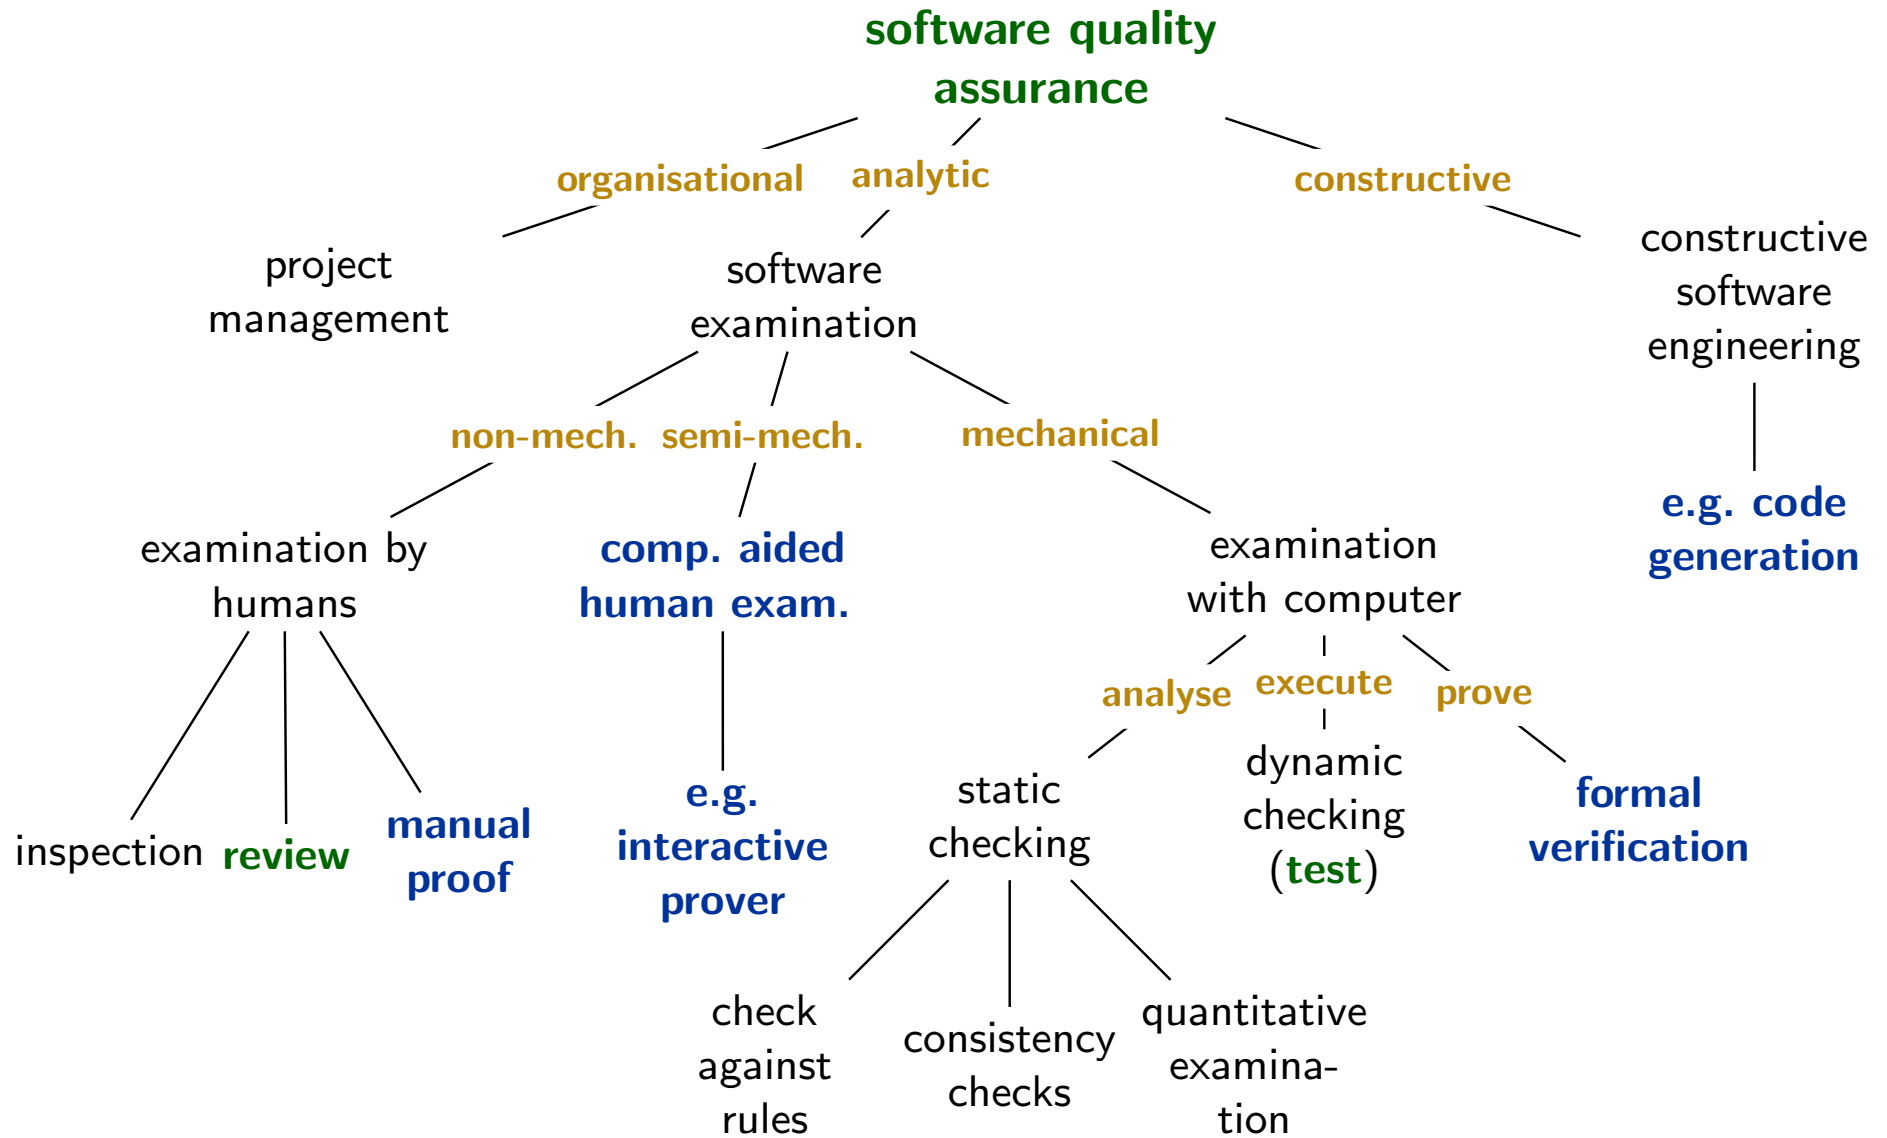 software quality
assurance
organisational
analytic
constructive
project
management
software
examination
constructive
software
engineering
non-mech.
semi-mech.
mechanical
e.g. code
generation
examination by
humans
comp. aided
human exam.
examination
with computer
analyse
execute
prove
inspection
review
manual
proof
e.g.
interactive
prover
static
checking
dynamic
checking
(test)
formal
verification
check
against
rules
consistency
checks
quantitative
examina-
tion